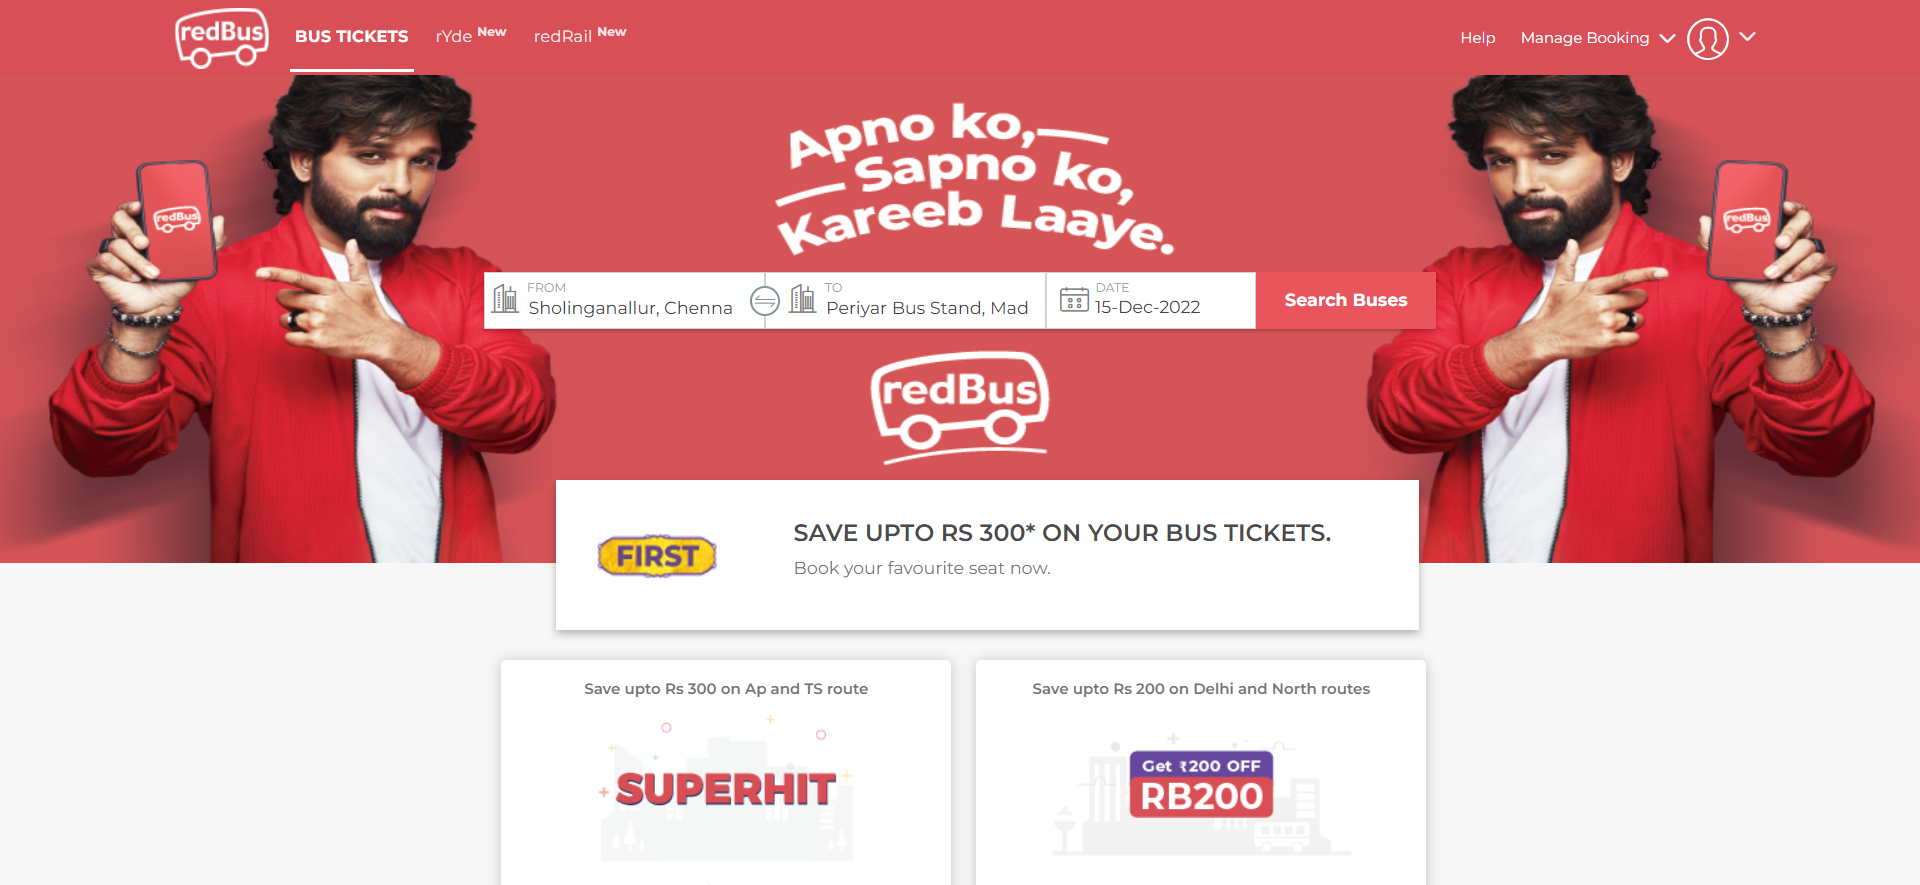 redBus
BUS TICKETS
rYde New
redRail New
Help
Manage Booking
Apno ko,
Sapno ko,
Kareeb Laaye.
redBus
redBus
FROM
Sholinganallur, Chenna
TO
Periyar Bus Stand, Mad
DATE
15-Dec-2022
Search Buses
redBus
FIRST
SAVE UPTO RS 300* ON YOUR BUS TICKETS.
Book your favourite seat now.
Save upto Rs 300 on Ap and TS route
SUPERHIT
Save upto Rs 200 on Delhi and North routes
Get ₹200 OFF
RB200